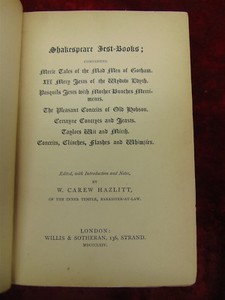 Shakespeare Jest-Books;
COMPRISING
Merie Tales of the Mad Men of Gotham.
XII Mery Jests of the Wyddow Edyth.
Pasquils Jests with Mother Bunches Merri-
ments.
The Pleasant Conceits of Old Hobson.
Certayne Conceyts and Jeasts.
Taylors Wit and Mirth.
Conceits, Clinches, Flashes and Whimzies.
Edited, with Introduction and Notes,
BY
W. CAREW HAZLITT,
OF THE INNER TEMPLE, BARRISTER-AT-LAW.
LONDON:
WILLIS & SOTHERAN, 136, STRAND.
MDCCCLXIV.